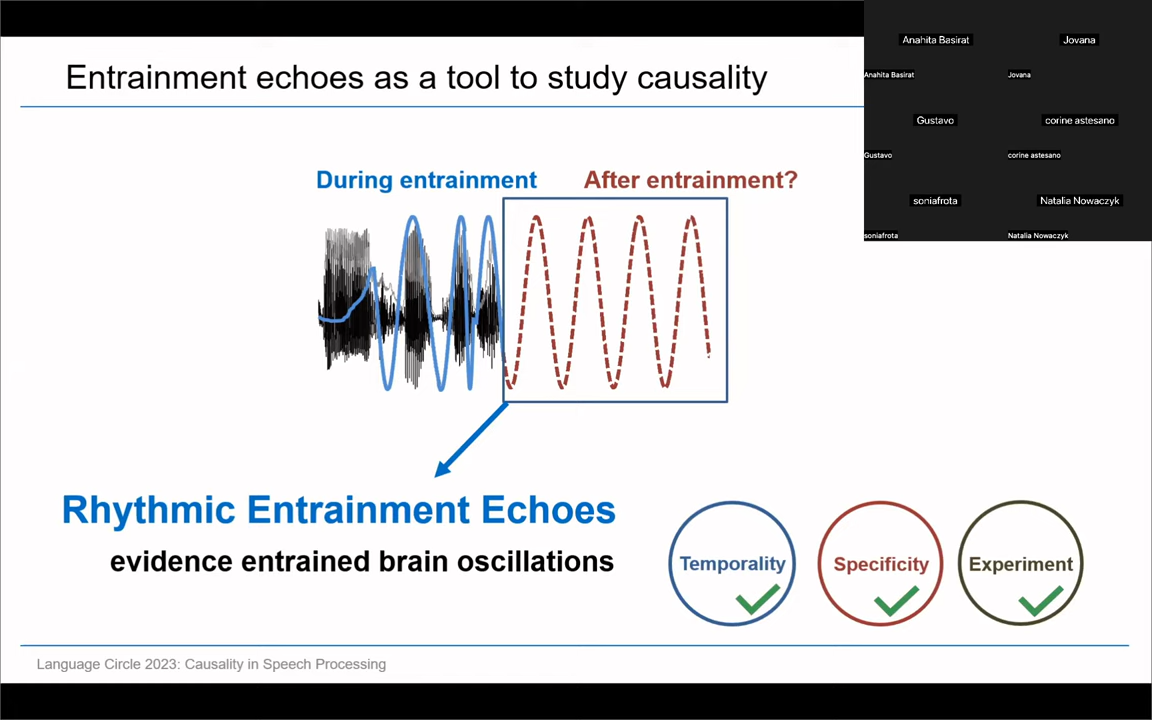 Entrainment echoes as a tool to study causality
During entrainment
After entrainment?
Rhythmic Entrainment Echoes
evidence entrained brain oscillations
Temporality
Specificity
Experiment
Language Circle 2023: Causality in Speech Processing
Anahita Basirat
Jovana
Anahita Basirat
Jovana
Gustavo
corine astesano
Gustavo
corine astesano
soniafrota
Natalia Nowaczyk
soniafrota
Natalia Nowaczyk